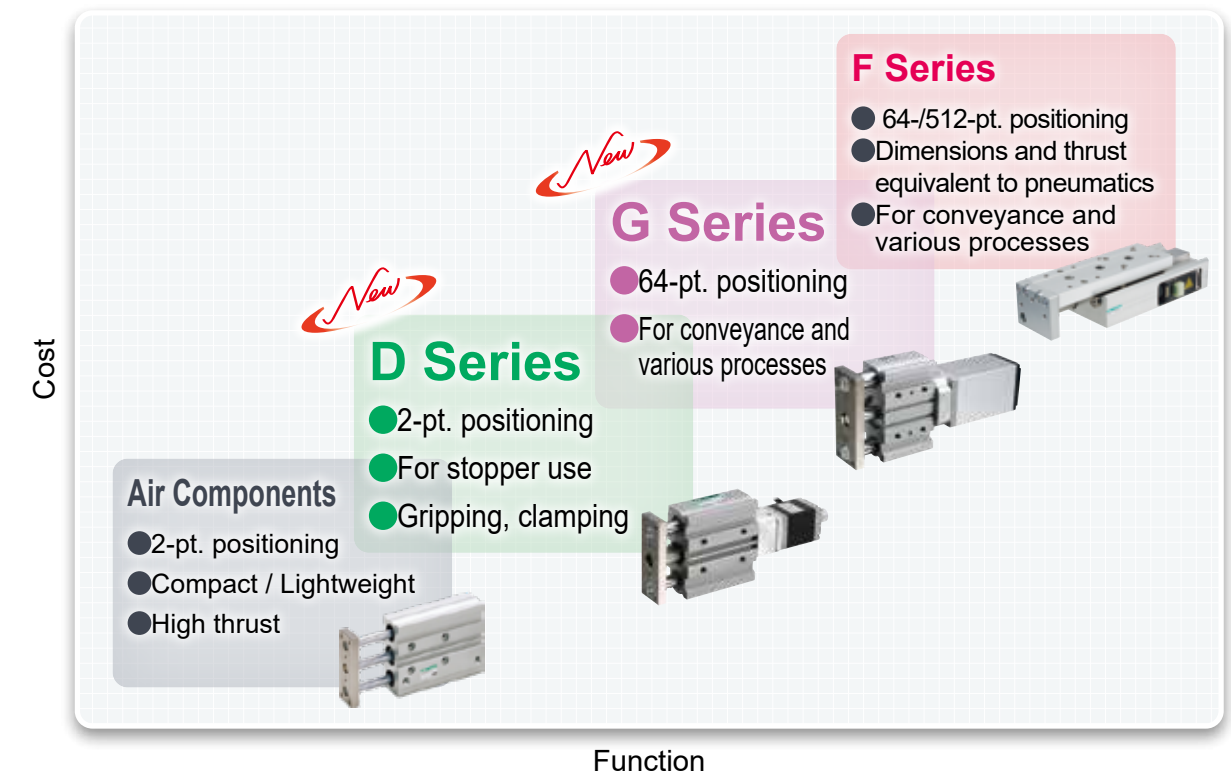 F Series
64-/512-pt. positioning
Dimensions and thrust
equivalent to pneumatics
For conveyance and
various processes
New
G Series
64-pt. positioning
For conveyance and
various processes
New
D Series
2-pt. positioning
For stopper use
Gripping, clamping
Air Components
2-pt. positioning
Compact / Lightweight
High thrust
Cost
Function